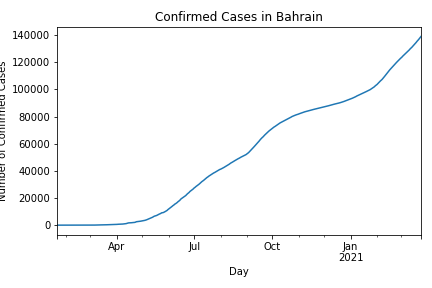 Confirmed Cases in Bahrain
Number of Confirmed Cases
140000
120000
100000
80000
60000
40000
20000
0
Apr
Jul
Oct
Jan
2021
Day